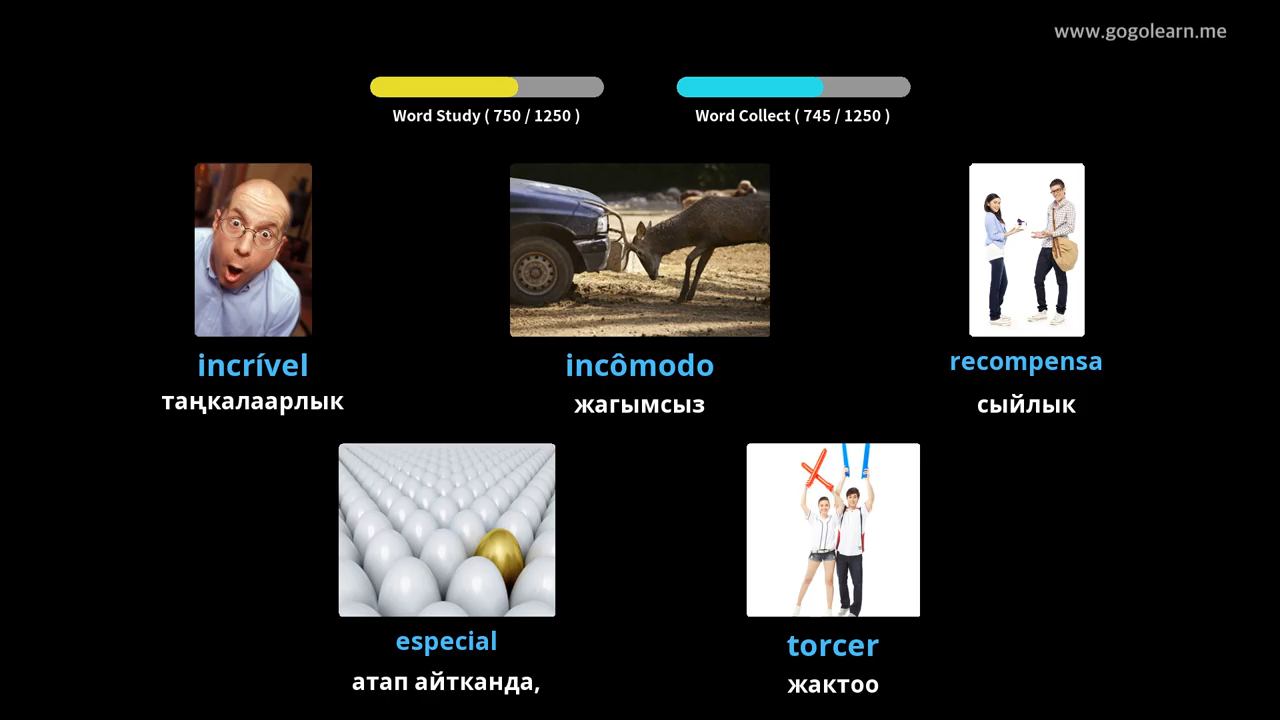 www.gogolearn.me
Word Study ( 750 / 1250 )
Word Collect ( 745 / 1250 )
incrível
таңкалаарлык
incômodo
жагымсыз
recompensa
сыйлык
especial
атап айтканда,
torcer
жактоо